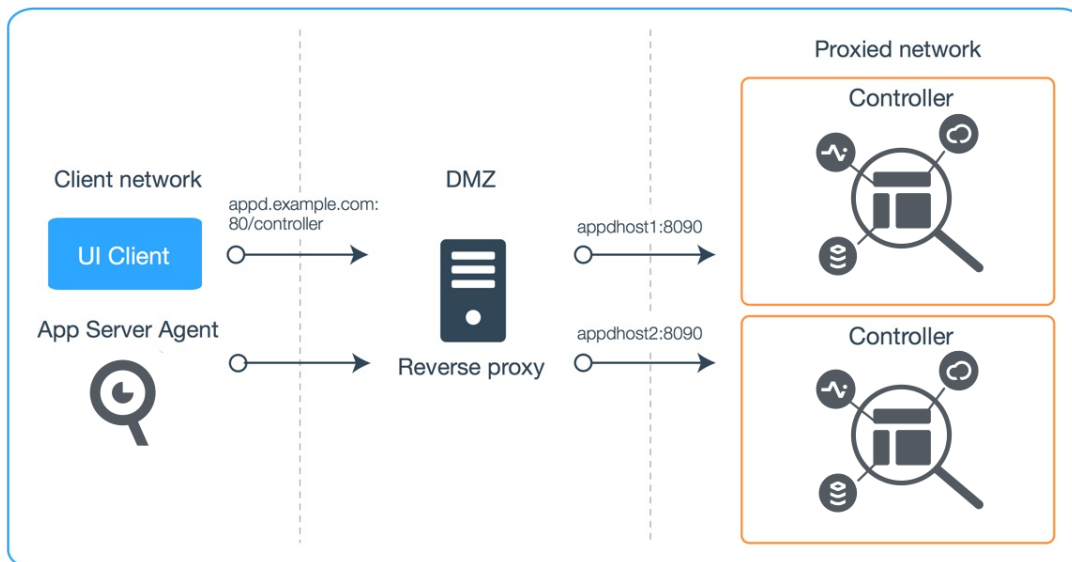 Proxied network
Controller
Client network
DMZ
appd.example.com:
80/controller
UI Client
appdhost1:8090
App Server Agent
Reverse proxy
appdhost2:8090
Controller